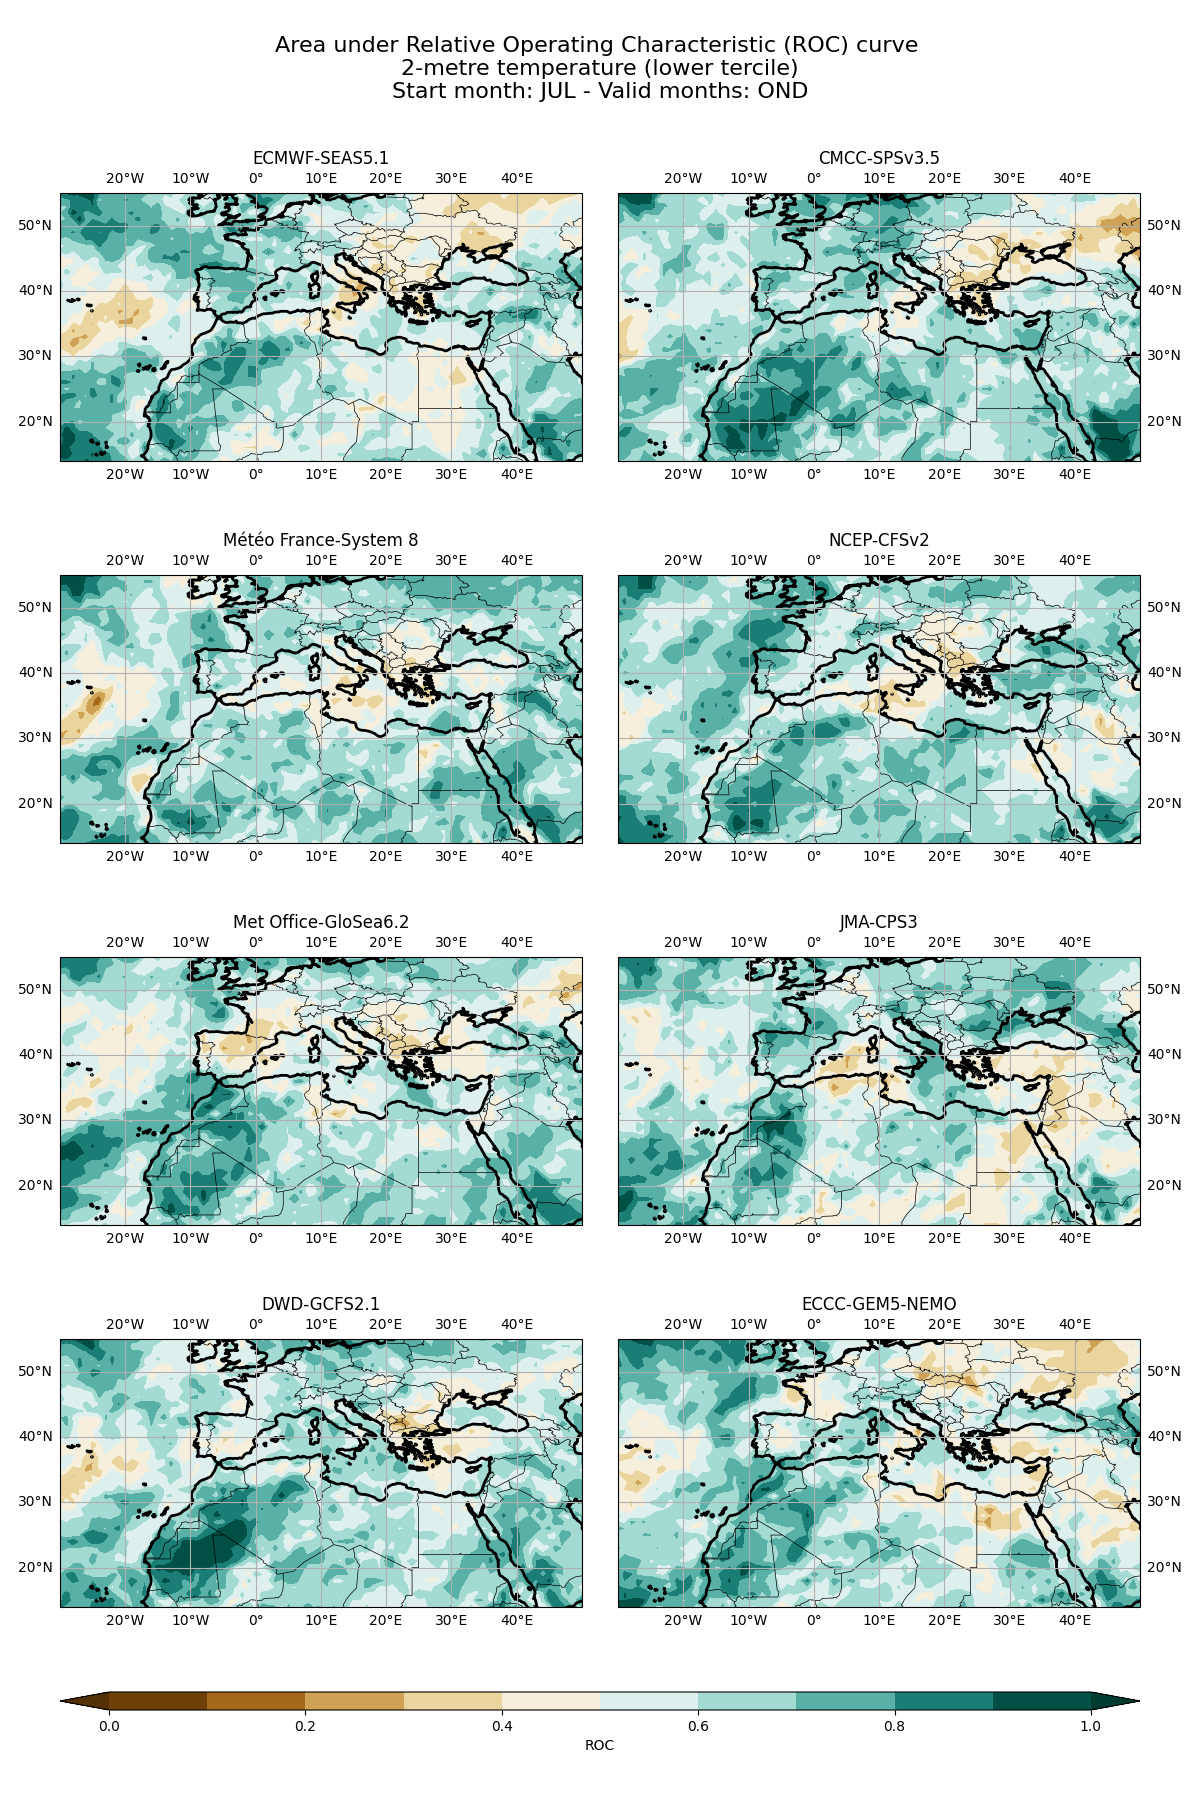 Area under Relative Operating Characteristic (ROC) curve
2-metre temperature (lower tercile)
Start month: JUL - Valid months: OND
ECMWF-SEAS5.1
CMCC-SPSv3.5
20°W 10°W 0° 10°E 20°E 30°E 40°E
20°W 10°W 0° 10°E 20°E 30°E 40°E
50°N
50°N
40°N
40°N
30°N
30°N
20°N
20°N
20°W 10°W 0° 10°E 20°E 30°E 40°E
20°W 10°W 0° 10°E 20°E 30°E 40°E
Météo France-System 8
NCEP-CFSv2
20°W 10°W 0° 10°E 20°E 30°E 40°E
20°W 10°W 0° 10°E 20°E 30°E 40°E
50°N
50°N
40°N
40°N
30°N
30°N
20°N
20°N
20°W 10°W 0° 10°E 20°E 30°E 40°E
20°W 10°W 0° 10°E 20°E 30°E 40°E
Met Office-GloSea6.2
JMA-CPS3
20°W 10°W 0° 10°E 20°E 30°E 40°E
20°W 10°W 0° 10°E 20°E 30°E 40°E
50°N
50°N
40°N
40°N
30°N
30°N
20°N
20°N
20°W 10°W 0° 10°E 20°E 30°E 40°E
20°W 10°W 0° 10°E 20°E 30°E 40°E
DWD-GCFS2.1
ECCC-GEM5-NEMO
20°W 10°W 0° 10°E 20°E 30°E 40°E
20°W 10°W 0° 10°E 20°E 30°E 40°E
50°N
50°N
40°N
40°N
30°N
30°N
20°N
20°N
20°W 10°W 0° 10°E 20°E 30°E 40°E
20°W 10°W 0° 10°E 20°E 30°E 40°E
0.0 0.2 0.4 0.6 0.8 1.0
ROC